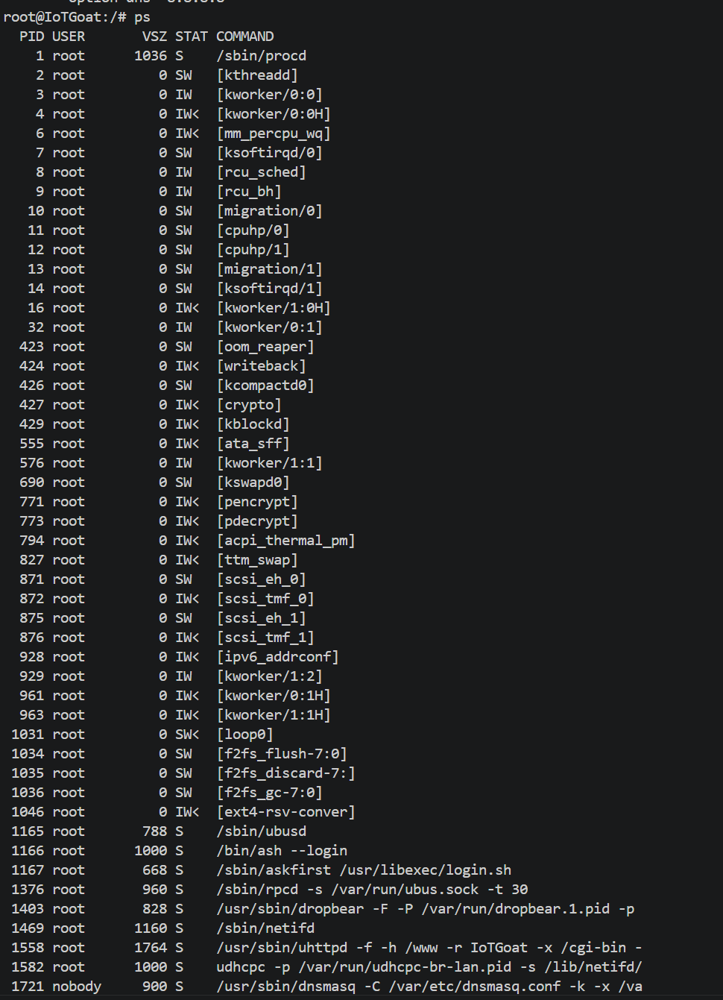 root@IoTGoat:/# ps
  PID USER       VSZ STAT COMMAND
    1 root      1036 S    /sbin/procd
    2 root         0 SW   [kthreadd]
    3 root         0 IW   [kworker/0:0]
    4 root         0 IW<  [kworker/0:0H]
    6 root         0 IW<  [mm_percpu_wq]
    7 root         0 SW   [ksoftirqd/0]
    8 root         0 IW   [rcu_sched]
    9 root         0 IW   [rcu_bh]
   10 root         0 SW   [migration/0]
   11 root         0 SW   [cpuhp/0]
   12 root         0 SW   [cpuhp/1]
   13 root         0 SW   [migration/1]
   14 root         0 SW   [ksoftirqd/1]
   16 root         0 IW<  [kworker/1:0H]
   32 root         0 IW   [kworker/0:1]
  423 root         0 SW   [oom_reaper]
  424 root         0 IW<  [writeback]
  426 root         0 SW   [kcompactd0]
  427 root         0 IW<  [crypto]
  429 root         0 IW<  [kblockd]
  555 root         0 IW<  [ata_sff]
  576 root         0 IW   [kworker/1:1]
  690 root         0 SW   [kswapd0]
  771 root         0 IW<  [pencrypt]
  773 root         0 IW<  [pdecrypt]
  794 root         0 IW<  [acpi_thermal_pm]
  827 root         0 IW<  [ttm_swap]
  871 root         0 SW   [scsi_eh_0]
  872 root         0 IW<  [scsi_tmf_0]
  875 root         0 SW   [scsi_eh_1]
  876 root         0 IW<  [scsi_tmf_1]
  928 root         0 IW<  [ipv6_addrconf]
  929 root         0 IW   [kworker/1:2]
  961 root         0 IW<  [kworker/0:1H]
  963 root         0 IW<  [kworker/1:1H]
 1031 root         0 SW<  [loop0]
 1034 root         0 SW   [f2fs_flush-7:0]
 1035 root         0 SW   [f2fs_discard-7:]
 1036 root         0 SW   [f2fs_gc-7:0]
 1046 root         0 IW<  [ext4-rsv-conver]
 1165 root       788 S    /sbin/ubusd
 1166 root      1000 S    /bin/ash --login
 1167 root       668 S    /sbin/askfirst /usr/libexec/login.sh
 1376 root       960 S    /sbin/rpcd -s /var/run/ubus.sock -t 30
 1403 root       828 S    /usr/sbin/dropbear -F -P /var/run/dropbear.1.pid -p
 1469 root      1160 S    /sbin/netifd
 1558 root      1764 S    /usr/sbin/uhttpd -f -h /www -r IoTGoat -x /cgi-bin -
 1582 root      1000 S    udhcpc -p /var/run/udhcpc-br-lan.pid -s /lib/netifd/
 1721 nobody     900 S    /usr/sbin/dnsmasq -C /var/etc/dnsmasq.conf -k -x /va